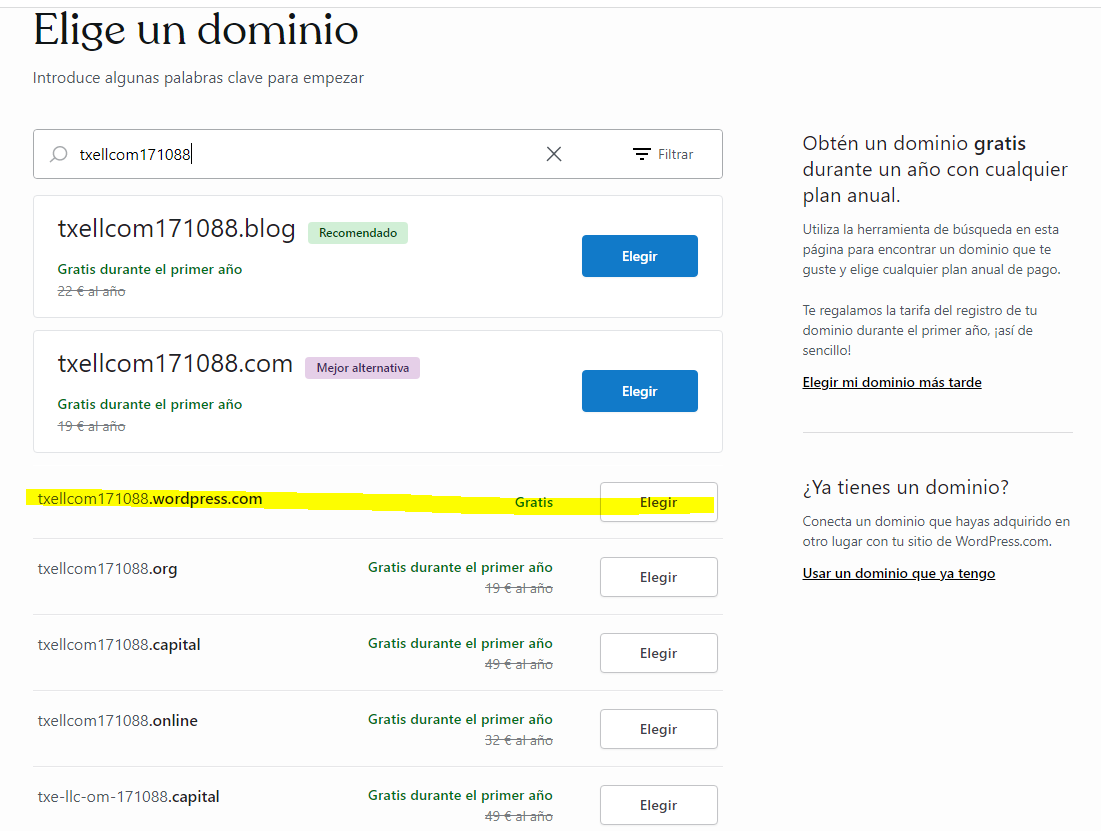 Elige un dominio
Introduce algunas palabras clave para empezar
txellcom171088
Filtrar
txellcom171088.blog Recomendado
Gratis durante el primer año
22 € al año
Elegir
txellcom171088.com Mejor alternativa
Gratis durante el primer año
19 € al año
Elegir
txellcom171088.wordpress.com Gratis Elegir
txellcom171088.org Gratis durante el primer año
19 € al año
Elegir
txellcom171088.capital Gratis durante el primer año
49 € al año
Elegir
txellcom171088.online Gratis durante el primer año
32 € al año
Elegir
txe-llc-om-171088.capital Gratis durante el primer año
49 € al año
Elegir
Obtén un dominio gratis
durante un año con cualquier
plan anual.
Utiliza la herramienta de búsqueda en esta
página para encontrar un dominio que te
guste y elige cualquier plan anual de pago.
Te regalamos la tarifa del registro de tu
dominio durante el primer año, ¡así de
sencillo!
Elegir mi dominio más tarde
¿Ya tienes un dominio?
Conecta un dominio que hayas adquirido en
otro lugar con tu sitio de WordPress.com.
Usar un dominio que ya tengo